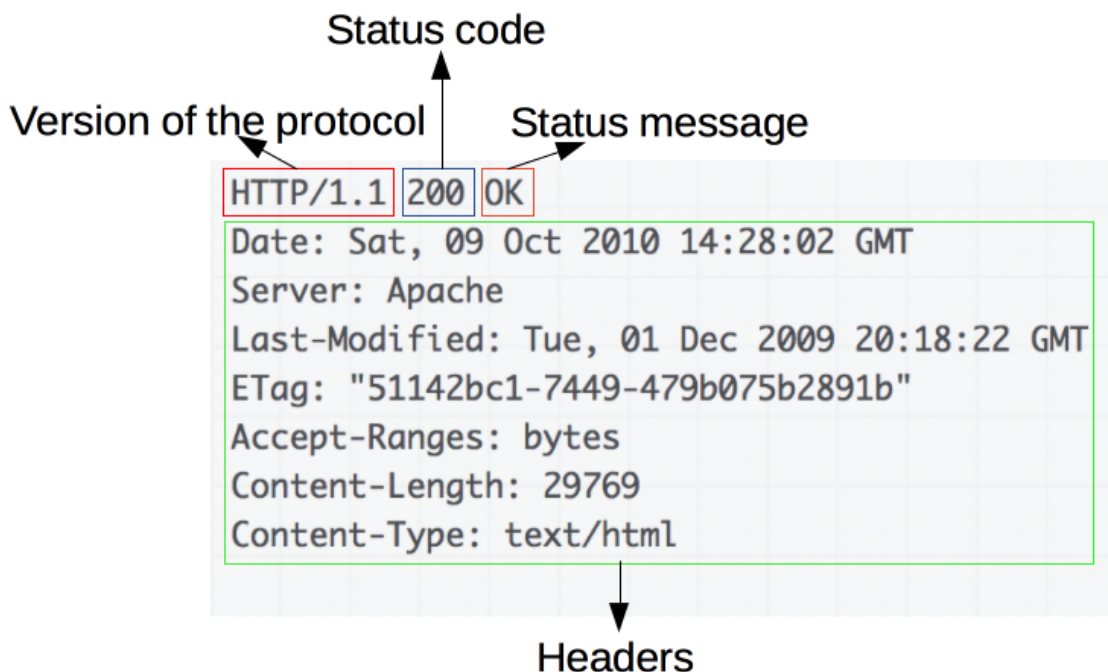 Status code
Version of the protocol
Status message
HTTP/1.1 200 OK
Date: Sat, 09 Oct 2010 14:28:02 GMT
Server: Apache
Last-Modified: Tue, 01 Dec 2009 20:18:22 GMT
ETag: "51142bc1-7449-479b075b2891b"
Accept-Ranges: bytes
Content-Length: 29769
Content-Type: text/html
Headers